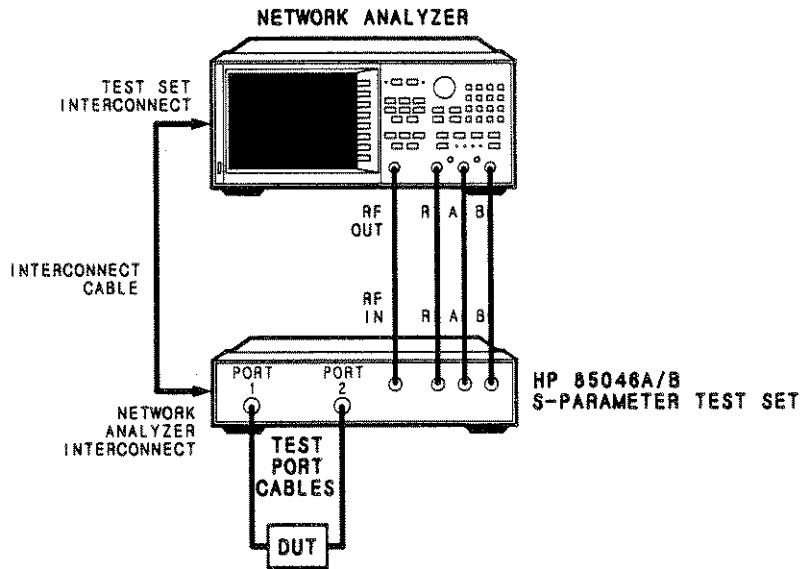 NETWORK ANALYZER
TEST SET
INTERCONNECT
RF
OUT
R
A
B
INTERCONNECT
CABLE
RF
IN
R
A
B
PORT
1
PORT
2
HP 85046A/B
S-PARAMETER TEST SET
NETWORK
ANALYZER
INTERCONNECT
TEST
PORT
CABLES
DUT